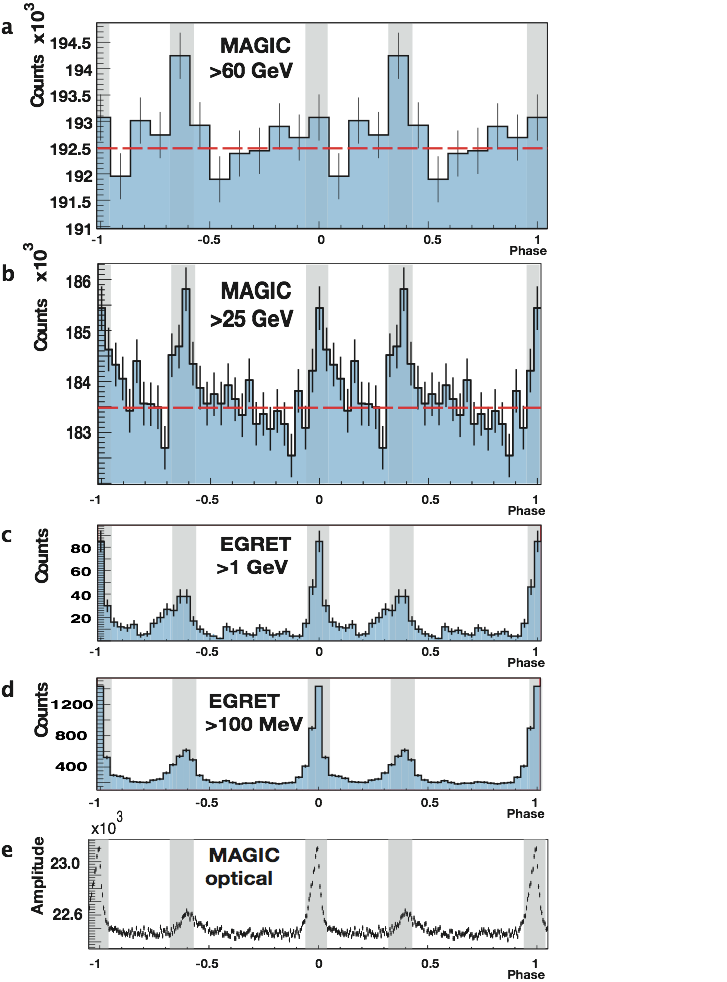 a
Counts x10³
194.5
194
193.5
193
192.5
192
191.5
191
MAGIC
>60 GeV
-1 -0.5 0 0.5 1
Phase
b
Counts x10³
186
185
184
183
MAGIC
>25 GeV
-1 -0.5 0 0.5 1
Phase
c
Counts
80
60
40
20
EGRET
>1 GeV
-1 -0.5 0 0.5 1
Phase
d
Counts
1200
800
400
EGRET
>100 MeV
-1 -0.5 0 0.5 1
Phase
x10³
e
Amplitude
23.0
22.6
MAGIC
optical
-1 -0.5 0 0.5 1
Phase